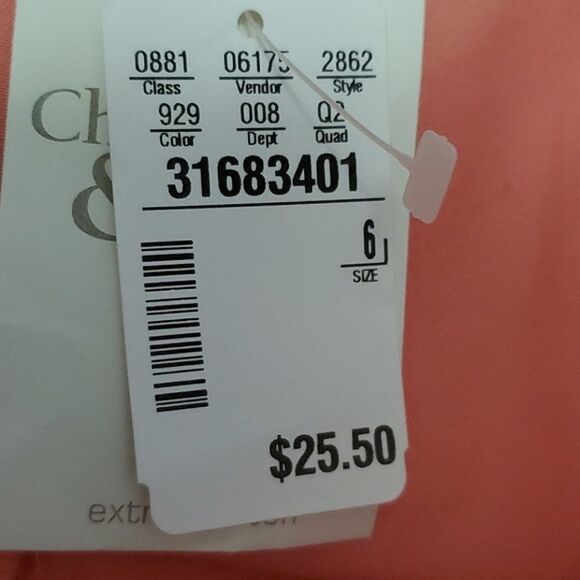 0881 06175 2862
Class Vendor Style
929 008 Q2
Color Dept Quad
31683401
6
SIZE
$25.50
&